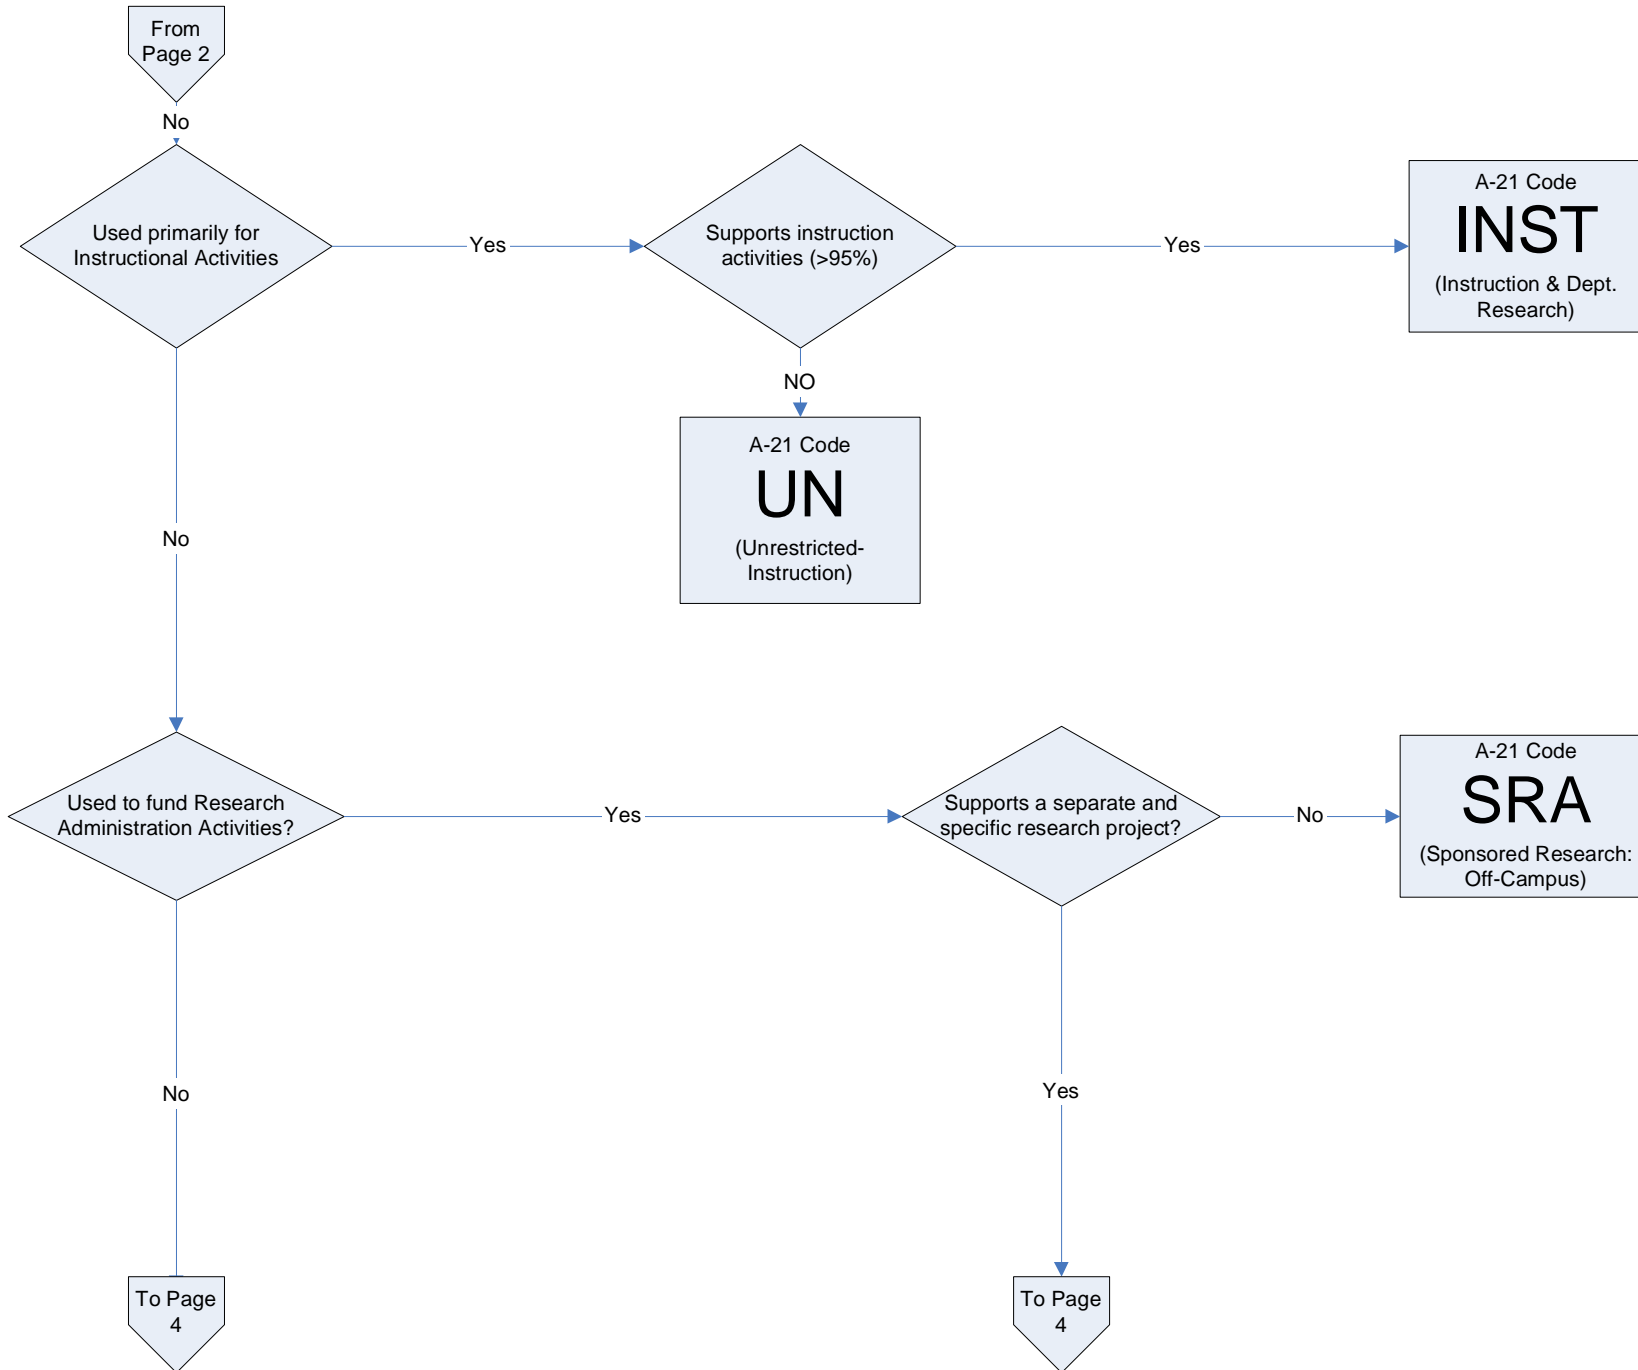 From
Page 2
No
Used primarily for
Instructional Activities
Yes
Supports instruction
activities (>95%)
Yes
A-21 Code
INST
(Instruction & Dept.
Research)
NO
A-21 Code
UN
(Unrestricted-
Instruction)
No
Used to fund Research
Administration Activities?
Yes
Supports a separate and
specific research project?
No
A-21 Code
SRA
(Sponsored Research:
Off-Campus)
No
Yes
To Page
4
To Page
4